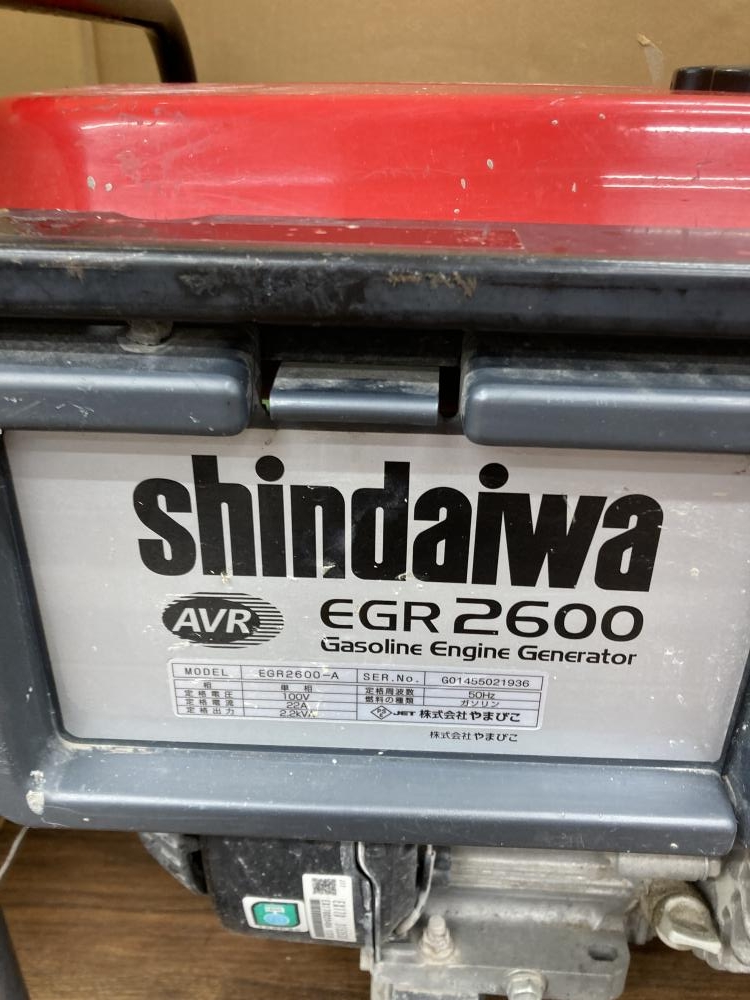 shindaiwa
AVR EGR2600
Gasoline Engine Generator
MODEL EGR2600-A SER.No. G01455021936
相 単相 定格周波数 50Hz
定格電圧 100V 燃料の種類 ガソリン
定格電流 22A JET 株式会社やまびこ
定格出力 2.2kVA
株式会社やまびこ